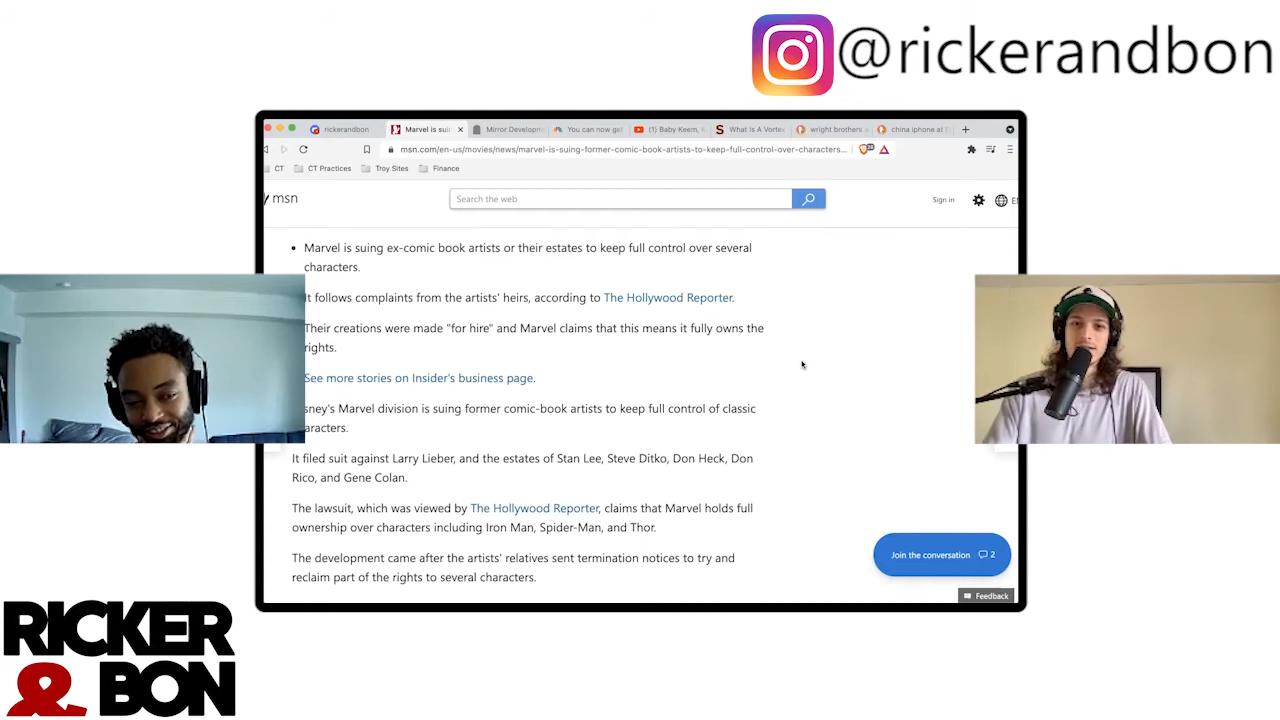 @rickerandbon
rickerandbon
Marvel is suin
Mirror Developme
You can now get
(1) Baby Keem, K
What Is A Vortex
wright brothers a
china iphone at
msn.com/en-us/movies/news/marvel-is-suing-former-comic-book-artists-to-keep-full-control-over-characters...
CT
CT Practices
Troy Sites
Finance
msn
Search the web
Sign in
Marvel is suing ex-comic book artists or their estates to keep full control over several
characters.
It follows complaints from the artists' heirs, according to The Hollywood Reporter.
Their creations were made "for hire" and Marvel claims that this means it fully owns the
rights.
See more stories on Insider's business page.
sney's Marvel division is suing former comic-book artists to keep full control of classic
aracters.
It filed suit against Larry Lieber, and the estates of Stan Lee, Steve Ditko, Don Heck, Don
Rico, and Gene Colan.
The lawsuit, which was viewed by The Hollywood Reporter, claims that Marvel holds full
ownership over characters including Iron Man, Spider-Man, and Thor.
The development came after the artists' relatives sent termination notices to try and
reclaim part of the rights to several characters.
Join the conversation 2
Feedback
RICKER
& BON